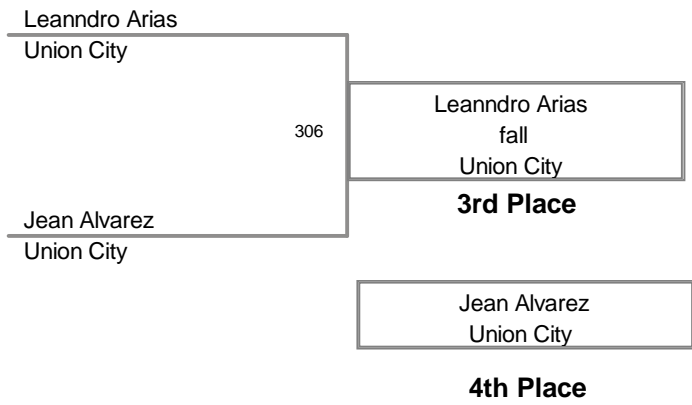 Leanndro Arias
Union City
306
Leanndro Arias
fall
Union City
3rd Place
Jean Alvarez
Union City
Jean Alvarez
Union City
4th Place